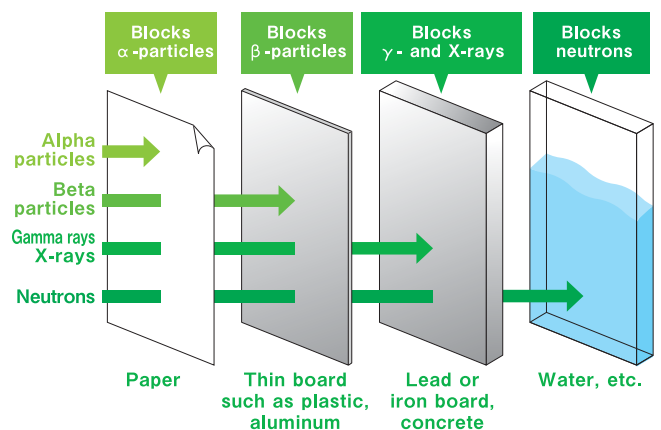 Blocks
α-particles
Blocks
β-particles
Blocks
γ- and X-rays
Blocks
neutrons
Alpha
particles
Beta
particles
Gamma rays
X-rays
Neutrons
Paper
Thin board
such as plastic,
aluminum
Lead or
iron board,
concrete
Water, etc.